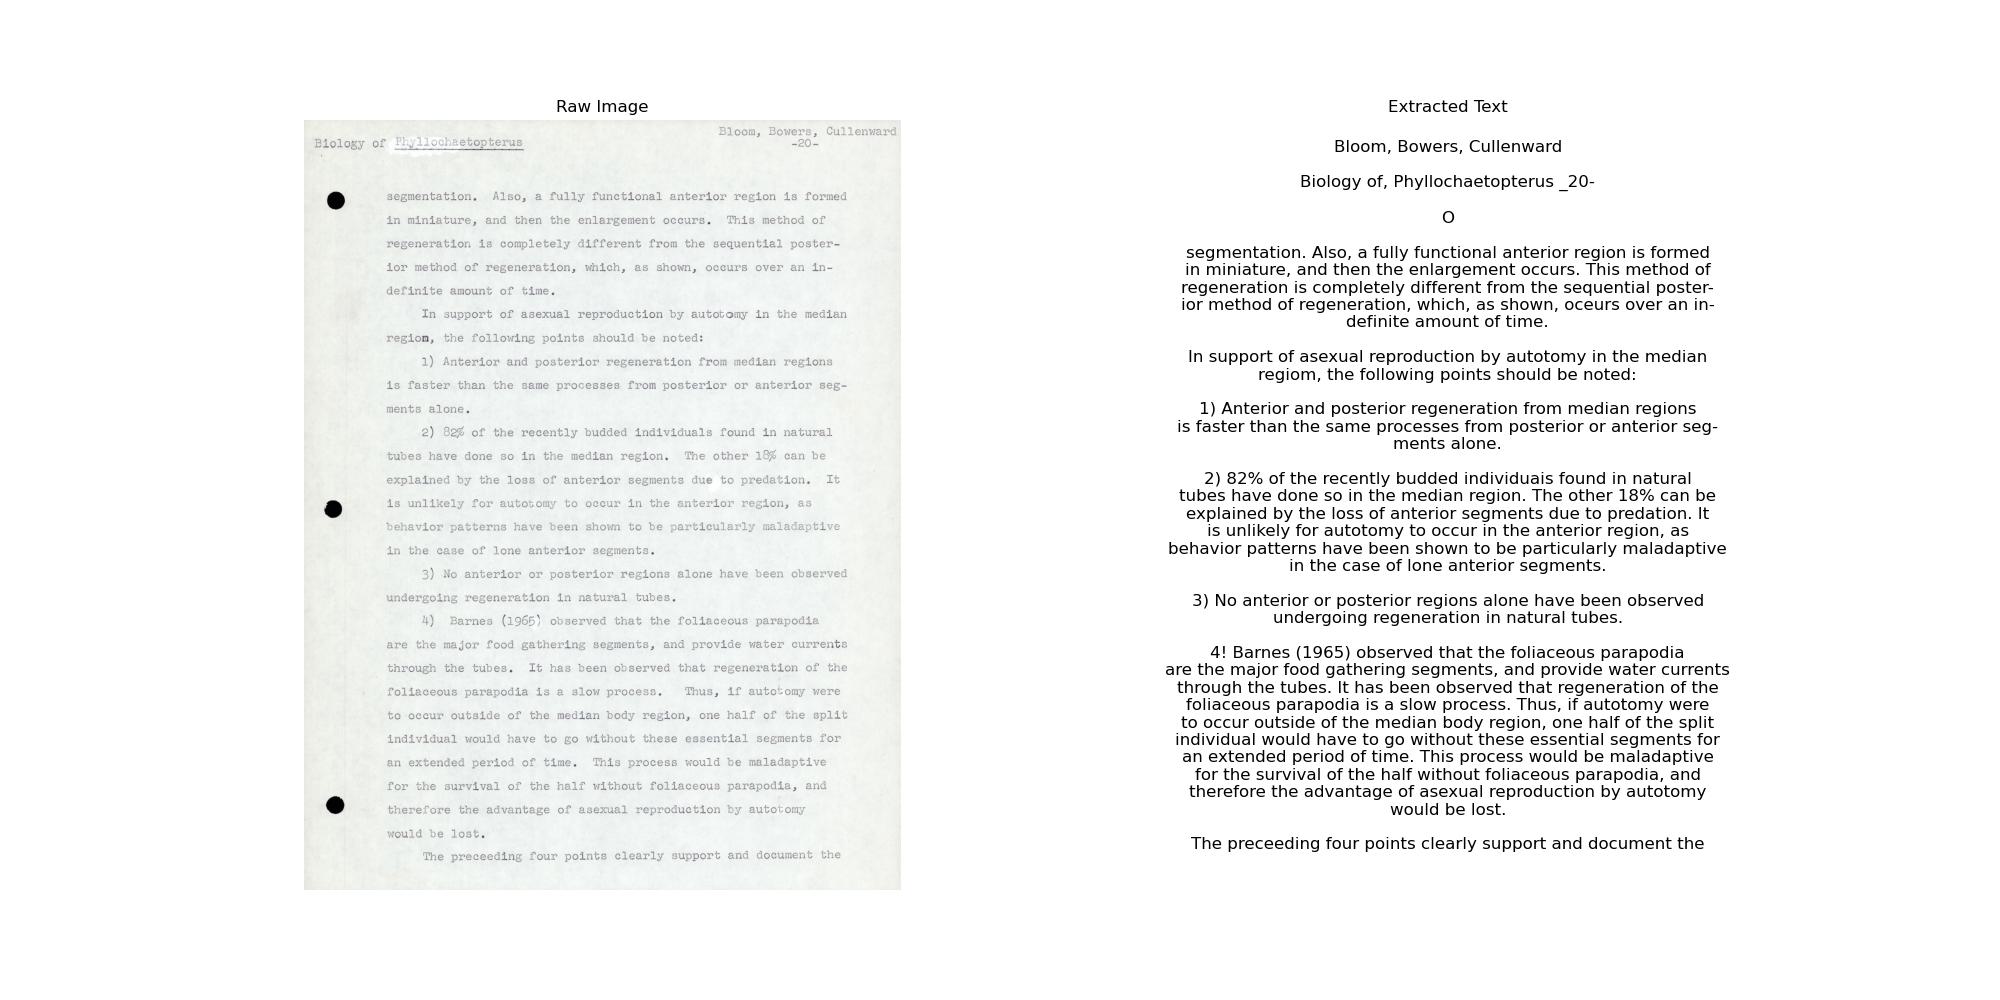 Raw Image
Bloom, Bowers, Cullenward
Biology of Phyllochaetopterus
-20-
segmentation. Also, a fully functional anterior region is formed
in miniature, and then the enlargement occurs. This method of
regeneration is completely different from the sequential poster-
ior method of regeneration, which, as shown, occurs over an in-
definite amount of time.
In support of asexual reproduction by autotomy in the median
region, the following points should be noted:
1) Anterior and posterior regeneration from median regions
is faster than the same processes from posterior or anterior seg-
ments alone.
2) 82% of the recently budded individuals found in natural
tubes have done so in the median region. The other 18% can be
explained by the loss of anterior segments due to predation. It
is unlikely for autotomy to occur in the anterior region, as
behavior patterns have been shown to be particularly maladaptive
in the case of lone anterior segments.
3) No anterior or posterior regions alone have been observed
undergoing regeneration in natural tubes.
4) Barnes (1965) observed that the foliaceous parapodia
are the major food gathering segments, and provide water currents
through the tubes. It has been observed that regeneration of the
foliaceous parapodia is a slow process. Thus, if autotomy were
to occur outside of the median body region, one half of the split
individual would have to go without these essential segments for
an extended period of time. This process would be maladaptive
for the survival of the half without foliaceous parapodia, and
therefore the advantage of asexual reproduction by autotomy
would be lost.
The preceeding four points clearly support and document the
Extracted Text
Bloom, Bowers, Cullenward
Biology of, Phyllochaetopterus _20-
O
segmentation. Also, a fully functional anterior region is formed
in miniature, and then the enlargement occurs. This method of
regeneration is completely different from the sequential poster-
ior method of regeneration, which, as shown, oceurs over an in-
definite amount of time.
In support of asexual reproduction by autotomy in the median
regiom, the following points should be noted:
1) Anterior and posterior regeneration from median regions
is faster than the same processes from posterior or anterior seg-
ments alone.
2) 82% of the recently budded individuais found in natural
tubes have done so in the median region. The other 18% can be
explained by the loss of anterior segments due to predation. It
is unlikely for autotomy to occur in the anterior region, as
behavior patterns have been shown to be particularly maladaptive
in the case of lone anterior segments.
3) No anterior or posterior regions alone have been observed
undergoing regeneration in natural tubes.
4! Barnes (1965) observed that the foliaceous parapodia
are the major food gathering segments, and provide water currents
through the tubes. It has been observed that regeneration of the
foliaceous parapodia is a slow process. Thus, if autotomy were
to occur outside of the median body region, one half of the split
individual would have to go without these essential segments for
an extended period of time. This process would be maladaptive
for the survival of the half without foliaceous parapodia, and
therefore the advantage of asexual reproduction by autotomy
would be lost.
The preceeding four points clearly support and document the